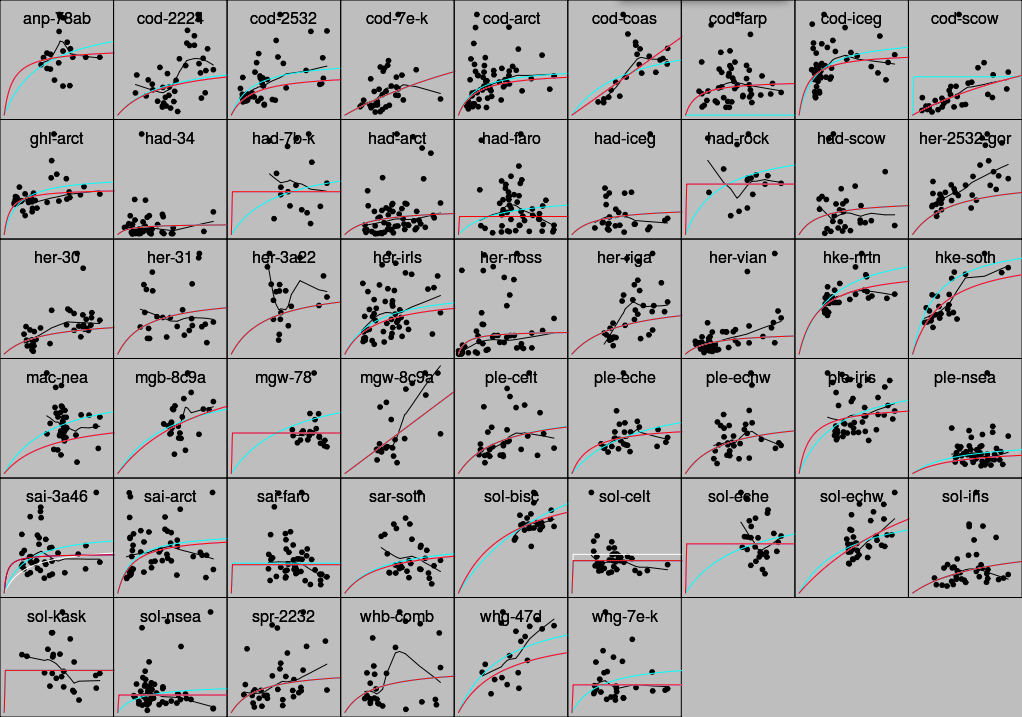 anp-78ab cod-2224 cod-2532 cod-7e-k cod-arct cod-coas cod-farp cod-iceg cod-scow
ghl-arct had-34 had-7b-k had-arct had-faro had-iceg had-rock had-scow her-2532-gor
her-30 her-31 her-3a22 her-irls her-noss her-riga her-vian hke-nrtn hke-soth
mac-nea mgb-8c9a mgw-78 mgw-8c9a ple-celt ple-eche ple-echw ple-iris ple-nsea
sai-3a46 sai-arct sai-faro sar-soth sol-bisc sol-celt sol-eche sol-echw sol-iris
sol-kask sol-nsea spr-2232 whb-comb whg-47d whg-7e-k